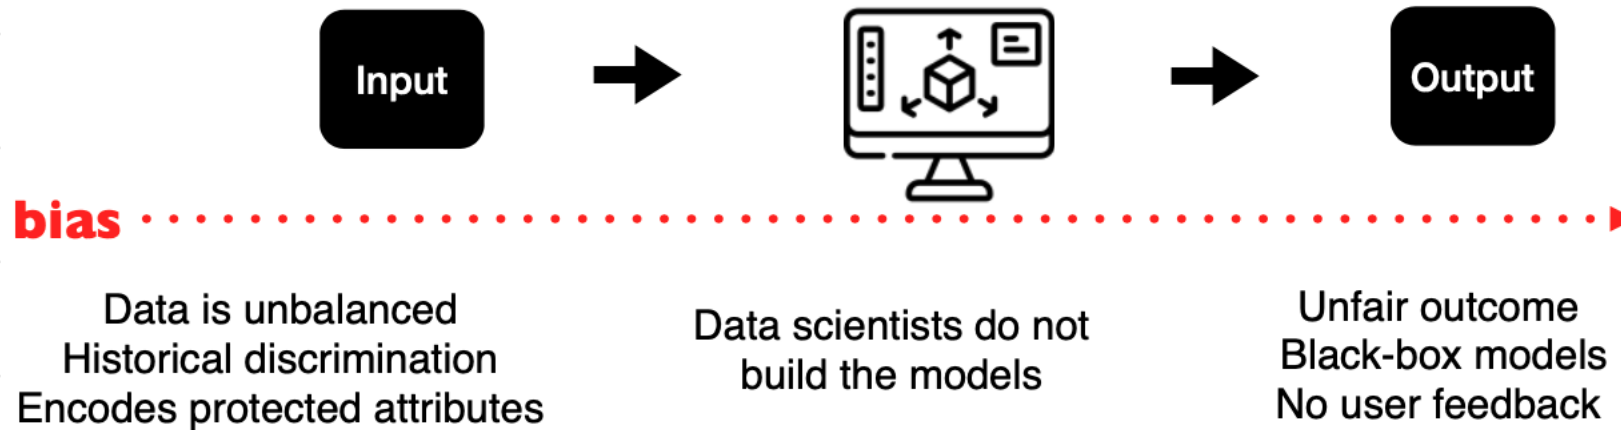 Input
Output
bias
Data is unbalanced
Historical discrimination
Encodes protected attributes
Data scientists do not
build the models
Unfair outcome
Black-box models
No user feedback